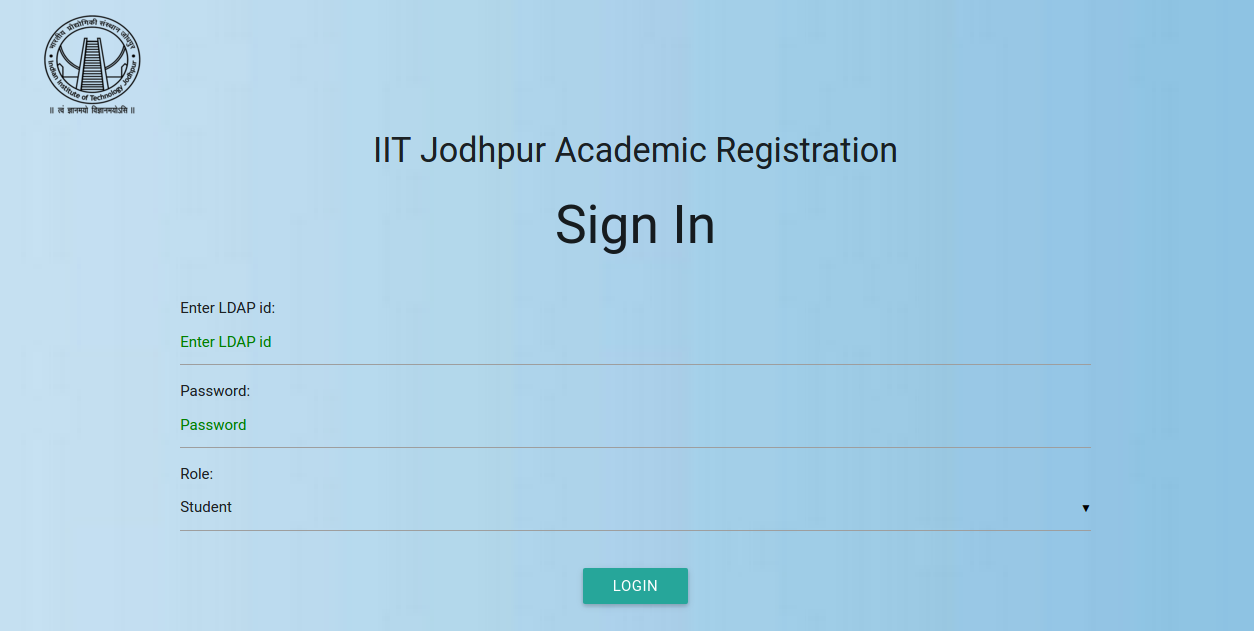 भारतीय प्रौद्योगिकी संस्थान जोधपुर
Indian Institute of Technology Jodhpur
॥ त्वं ज्ञानमयो विज्ञानमयोऽसि ॥
IIT Jodhpur Academic Registration
Sign In
Enter LDAP id:
Enter LDAP id
Password:
Password
Role:
Student
LOGIN